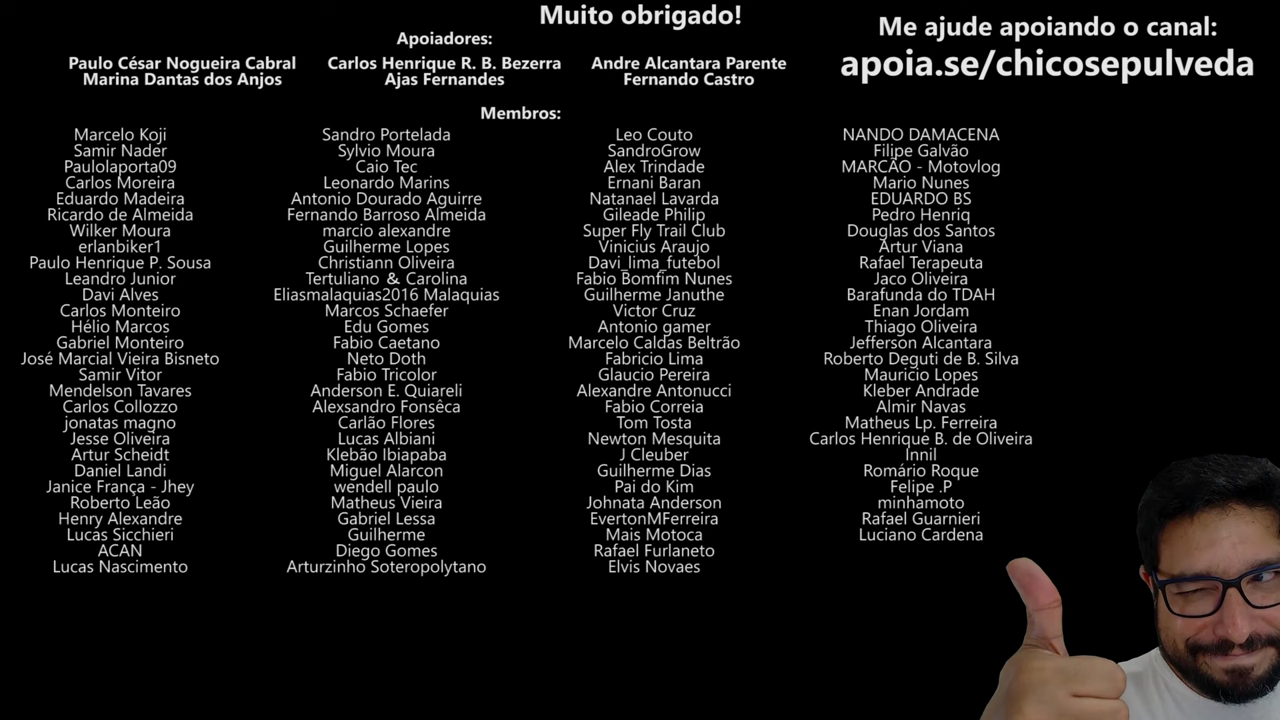 Muito obrigado!
Apoiadores:
Paulo César Nogueira Cabral
Marina Dantas dos Anjos
Carlos Henrique R. B. Bezerra
Ajas Fernandes
Andre Alcantara Parente
Fernando Castro
Me ajude apoiando o canal:
apoia.se/chicosepulveda
Membros:
Marcelo Koji
Samir Nader
Paulolaporta09
Carlos Moreira
Eduardo Madeira
Ricardo de Almeida
Wilker Moura
erlanbiker1
Paulo Henrique P. Sousa
Leandro Junior
Davi Alves
Carlos Monteiro
Hélio Marcos
Gabriel Monteiro
José Marcial Vieira Bisneto
Samir Vitor
Mendelson Tavares
Carlos Collozzo
jonatas magno
Jesse Oliveira
Artur Scheidt
Daniel Landi
Janice França - Jhey
Roberto Leão
Henry Alexandre
Lucas Sicchieri
ACAN
Lucas Nascimento
Sandro Portelada
Sylvio Moura
Caio Tec
Leonardo Marins
Antonio Dourado Aguirre
Fernando Barroso Almeida
marcio alexandre
Guilherme Lopes
Christiann Oliveira
Tertuliano & Carolina
Eliasmalaquias2016 Malaquias
Marcos Schaefer
Edu Gomes
Fabio Caetano
Neto Doth
Fabio Tricolor
Anderson E. Quiareli
Alexsandro Fonsêca
Carlão Flores
Lucas Albiani
Klebão Ibiapaba
Miguel Alarcon
wendell paulo
Matheus Vieira
Gabriel Lessa
Guilherme
Diego Gomes
Arturzinho Soteropolytano
Leo Couto
SandroGrow
Alex Trindade
Ernani Baran
Natanael Lavarda
Gileade Philip
Super Fly Trail Club
Vinicius Araujo
Davi_lima_futebol
Fabio Bomfim Nunes
Guilherme Januthe
Victor Cruz
Antonio gamer
Marcelo Caldas Beltrão
Fabricio Lima
Glaucio Pereira
Alexandre Antonucci
Fabio Correia
Tom Tosta
Newton Mesquita
J Cleuber
Guilherme Dias
Pai do Kim
Johnata Anderson
EvertonMFerreira
Mais Motoca
Rafael Furlaneto
Elvis Novaes
NANDO DAMACENA
Filipe Galvão
MARCÃO - Motovlog
Mario Nunes
EDUARDO BS
Pedro Henriq
Douglas dos Santos
Artur Viana
Rafael Terapeuta
Jaco Oliveira
Barafunda do TDAH
Enan Jordam
Thiago Oliveira
Jefferson Alcantara
Roberto Deguti de B. Silva
Mauricio Lopes
Kleber Andrade
Almir Navas
Matheus Lp. Ferreira
Carlos Henrique B. de Oliveira
Innil
Romário Roque
Felipe .P
minhamoto
Rafael Guarnieri
Luciano Cardena